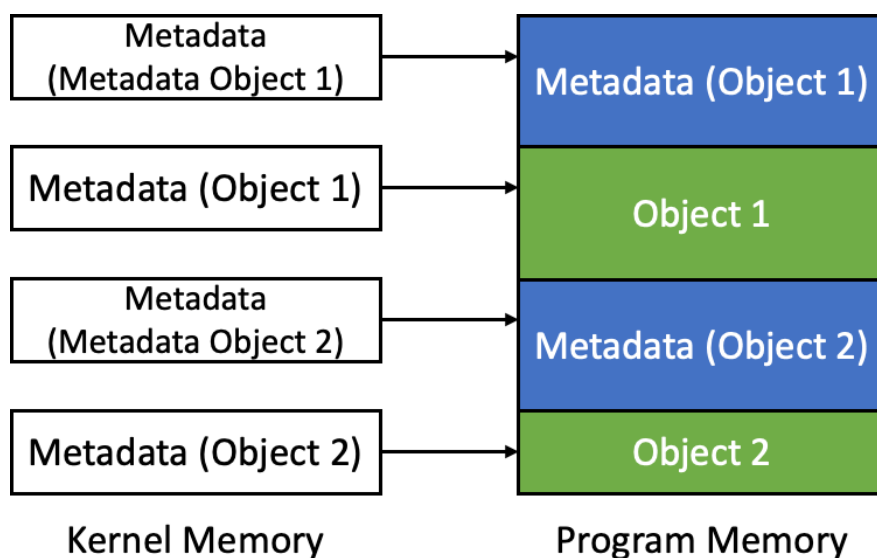 Metadata
(Metadata Object 1)
Metadata (Object 1)
Metadata (Object 1)
Object 1
Metadata
(Metadata Object 2)
Metadata (Object 2)
Metadata (Object 2)
Object 2
Kernel Memory
Program Memory